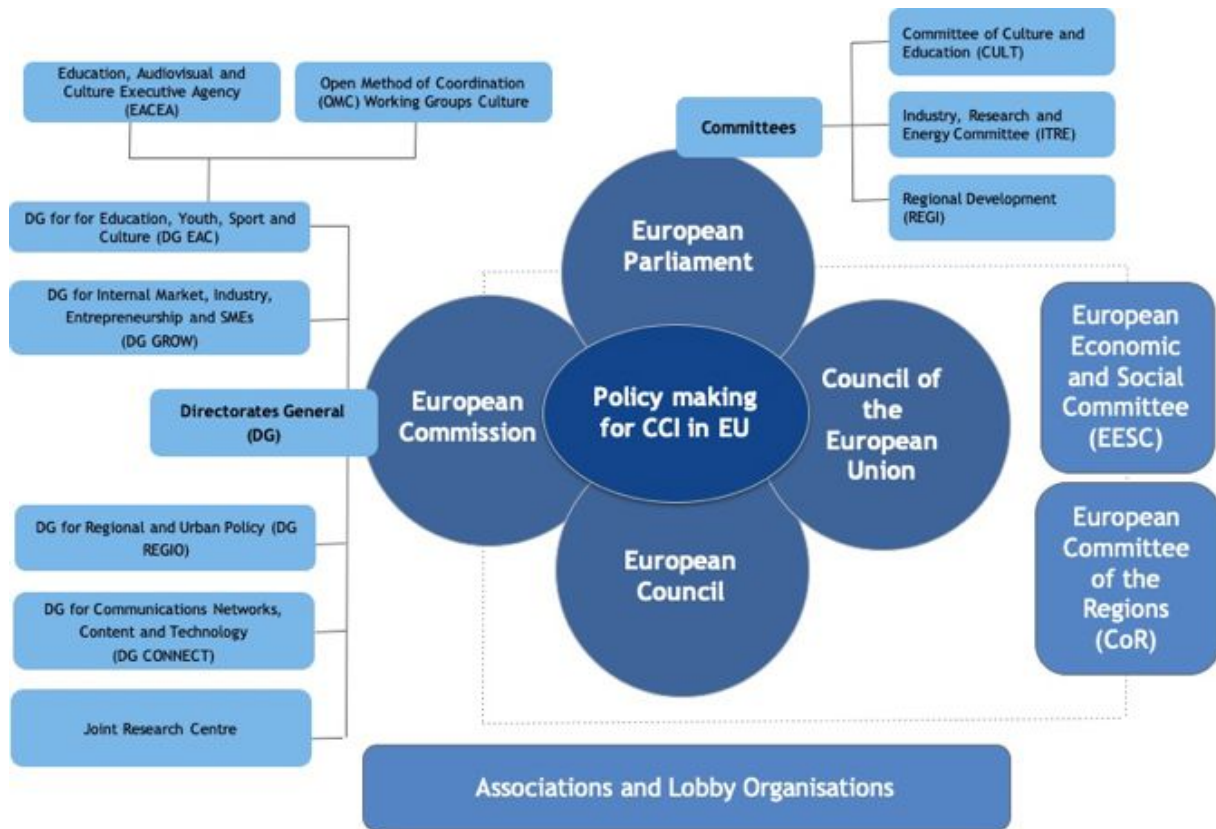 Education, Audiovisual and
Culture Executive Agency
(EACEA)
Open Method of Coordination
(OMC) Working Groups Culture
Committees
Committee of Culture and
Education (CULT)
Industry, Research and
Energy Committee (ITRE)
Regional Development
(REGI)
DG for for Education, Youth, Sport and
Culture (DG EAC)
DG for Internal Market, Industry,
Entrepreneurship and SMEs
(DG GROW)
Directorates General
(DG)
DG for Regional and Urban Policy (DG
REGIO)
DG for Communications Networks,
Content and Technology
(DG CONNECT)
Joint Research Centre
European
Parliament
European
Commission
Policy making
for CCI in EU
Council of
the
European
Union
European
Council
European
Economic
and Social
Committee
(EESC)
European
Committee
of the
Regions
(CoR)
Associations and Lobby Organisations